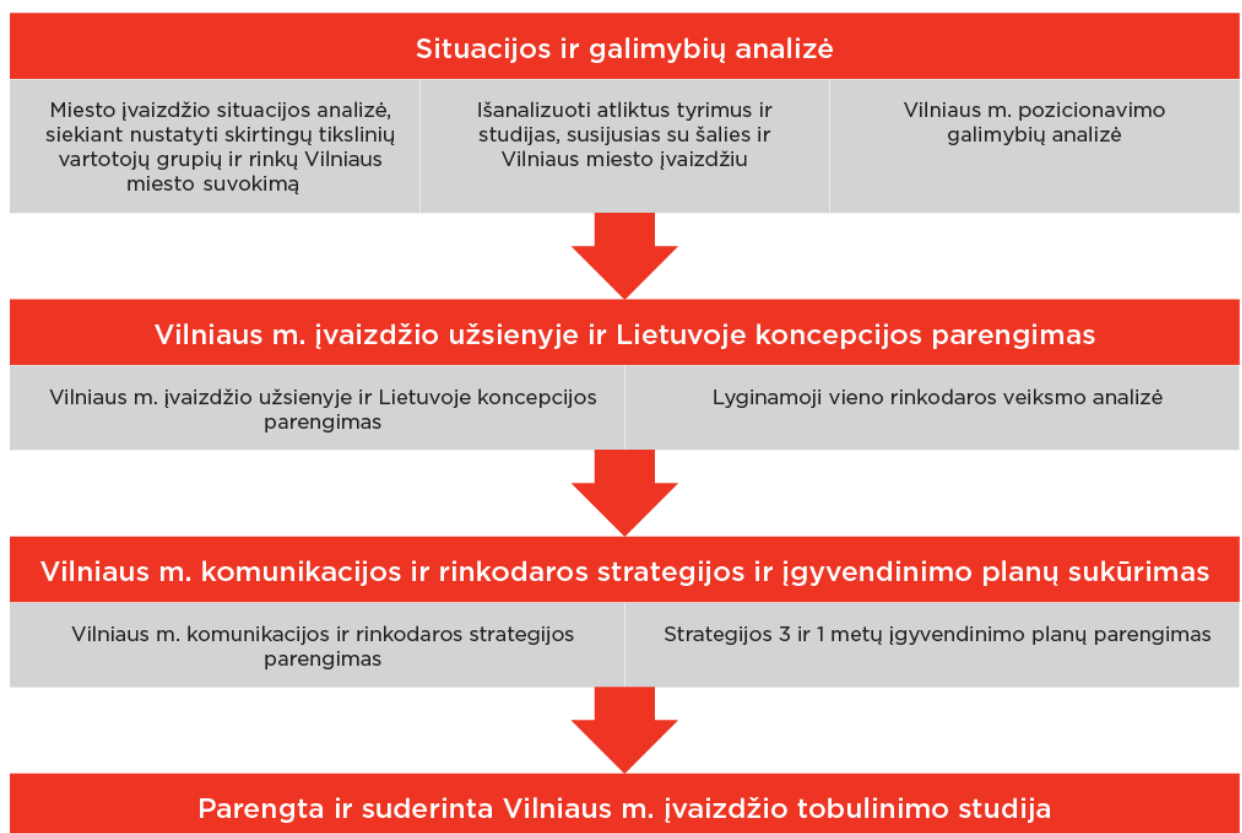 Situacijos ir galimybių analizė
Miesto įvaizdžio situacijos analizė,
siekiant nustatyti skirtingų tikslinių
vartotojų grupių ir rinkų Vilniaus
miesto suvokimą
Išanalizuoti atliktus tyrimus ir
studijas, susijusias su šalies ir
Vilniaus miesto įvaizdžiu
Vilniaus m. pozicionavimo
galimybių analizė
Vilniaus m. įvaizdžio užsienyje ir Lietuvoje koncepcijos parengimas
Vilniaus m. įvaizdžio užsienyje ir Lietuvoje koncepcijos
parengimas
Lyginamoji vieno rinkodaros veiksmo analizė
Vilniaus m. komunikacijos ir rinkodaros strategijos ir įgyvendinimo planų sukūrimas
Vilniaus m. komunikacijos ir rinkodaros strategijos
parengimas
Strategijos 3 ir 1 metų įgyvendinimo planų parengimas
Parengta ir suderinta Vilniaus m. įvaizdžio tobulinimo studija